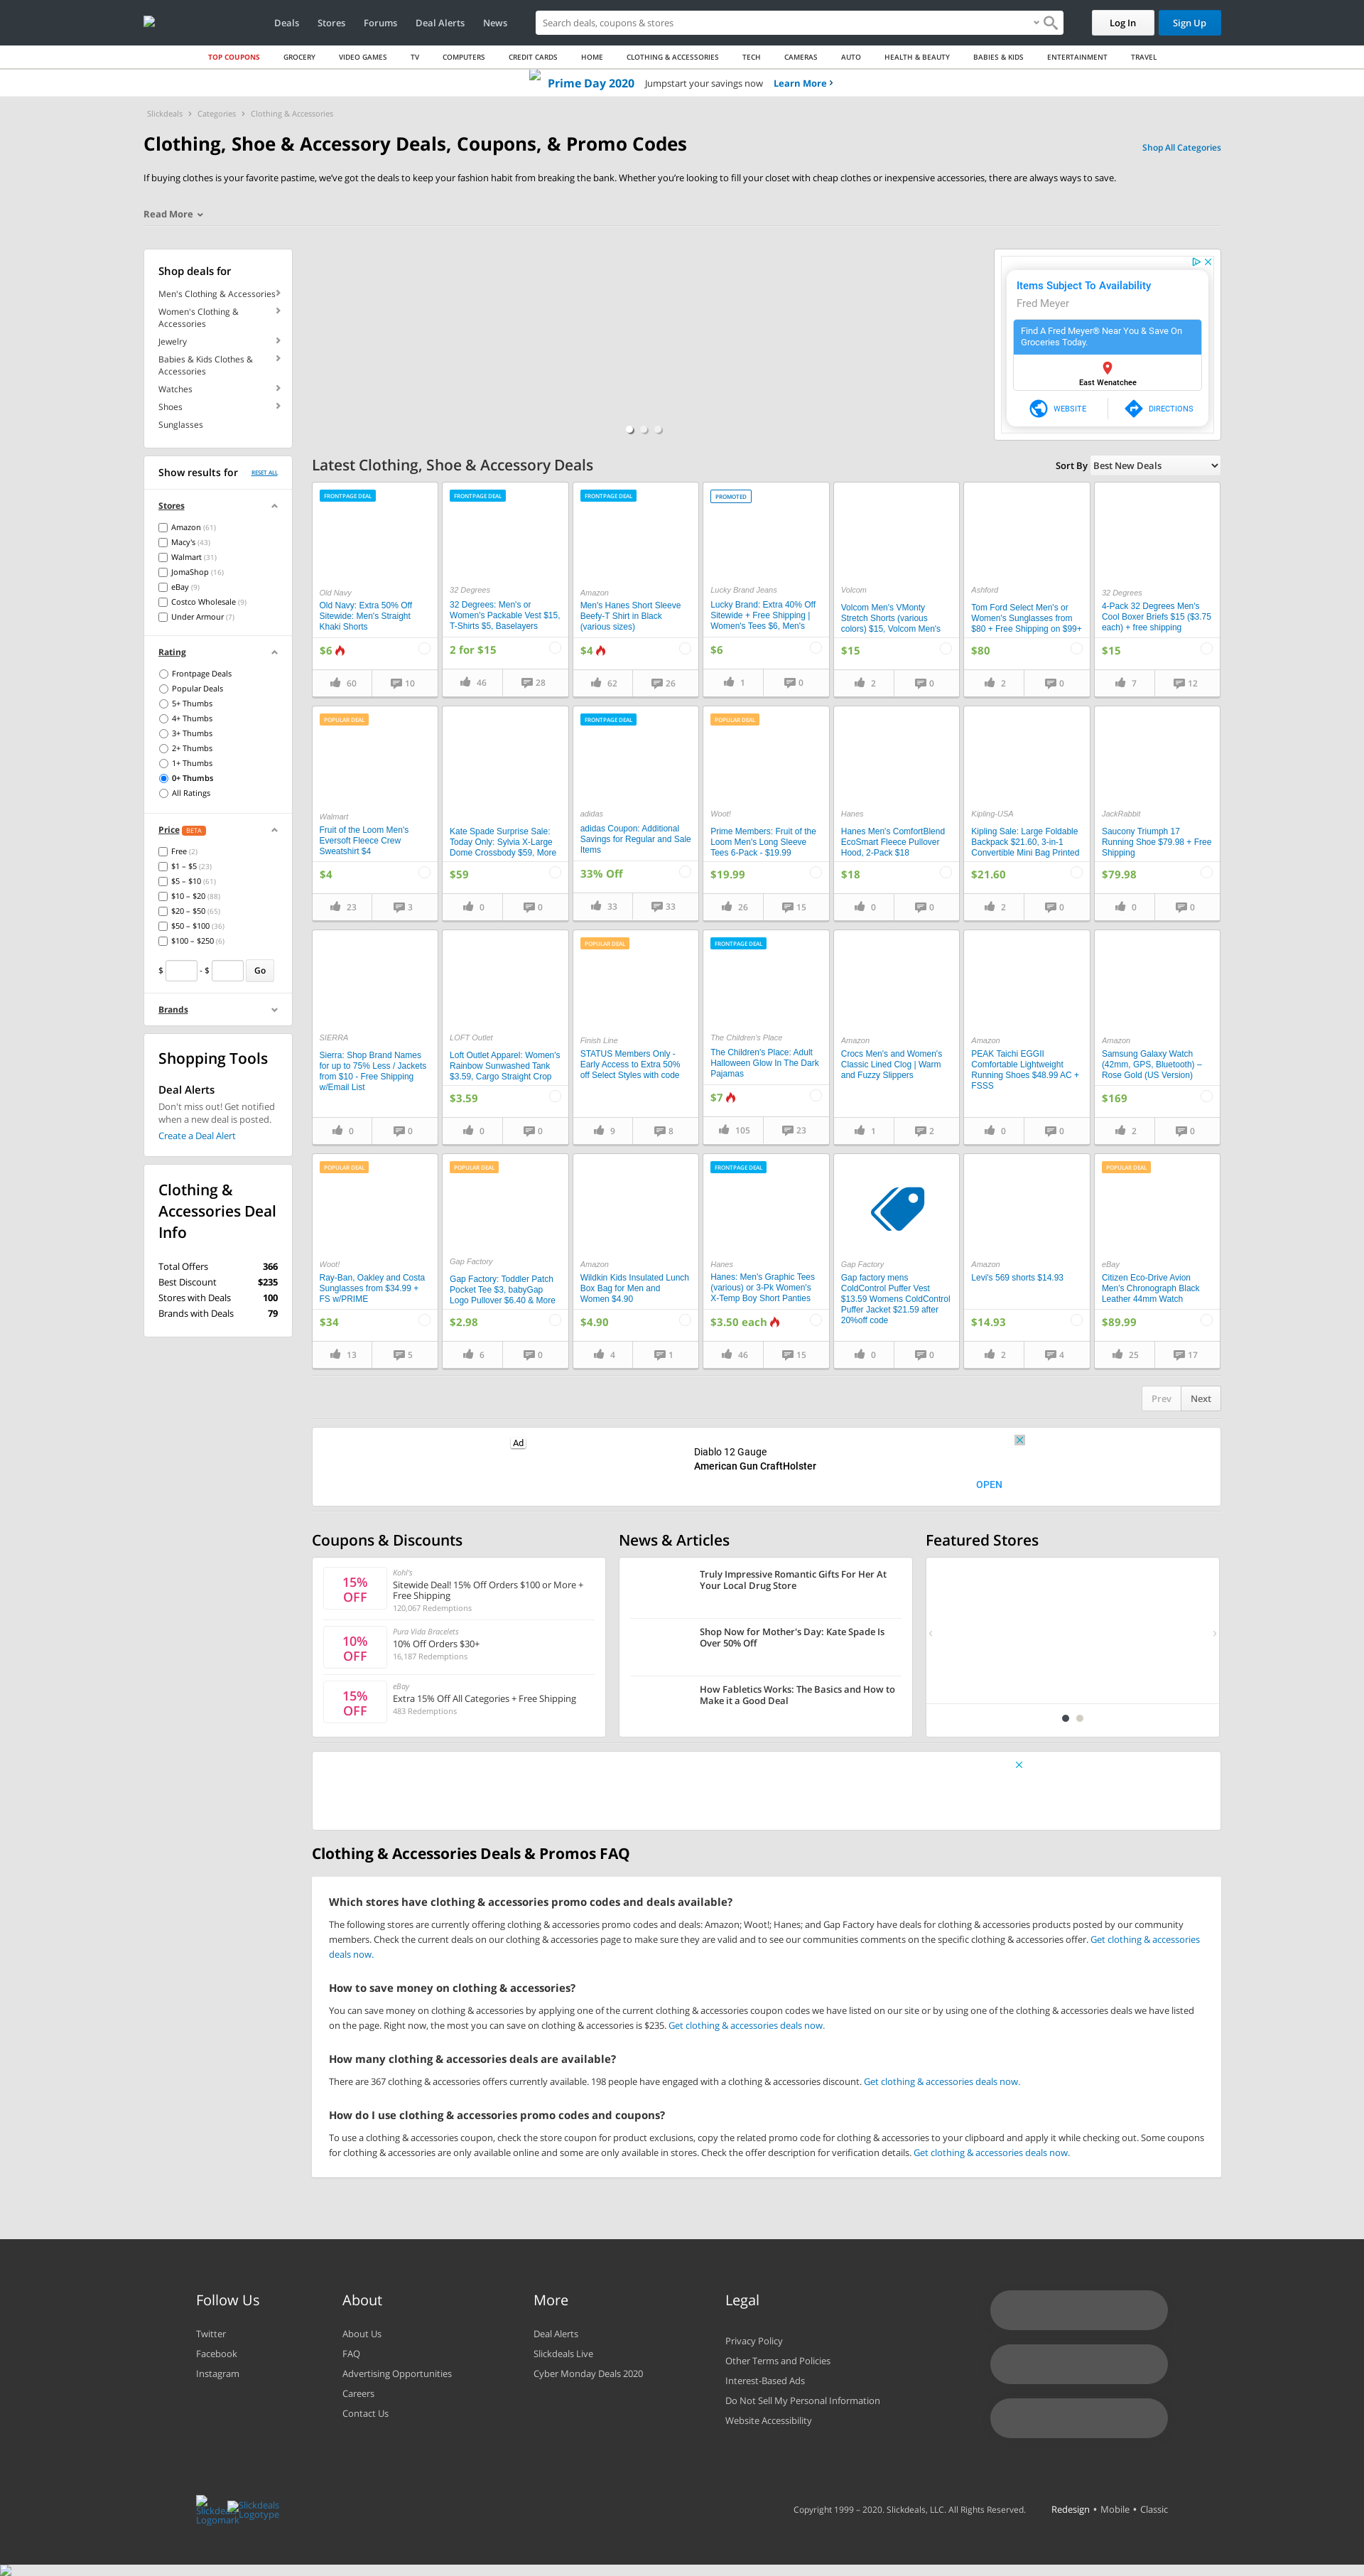 Deals Stores Forums Deal Alerts News Search deals, coupons & stores Log In Sign Up
TOP COUPONS GROCERY VIDEO GAMES TV COMPUTERS CREDIT CARDS HOME CLOTHING & ACCESSORIES TECH CAMERAS AUTO HEALTH & BEAUTY BABIES & KIDS ENTERTAINMENT TRAVEL
Prime Day 2020 Jumpstart your savings now Learn More
Slickdeals Categories Clothing & Accessories
Clothing, Shoe & Accessory Deals, Coupons, & Promo Codes
Shop All Categories
If buying clothes is your favorite pastime, we've got the deals to keep your fashion habit from breaking the bank. Whether you're looking to fill your closet with cheap clothes or inexpensive accessories, there are always ways to save.
Read More
Shop deals for
Men's Clothing & Accessories
Women's Clothing &
Accessories
Jewelry
Babies & Kids Clothes &
Accessories
Watches
Shoes
Sunglasses
Items Subject To Availability
Fred Meyer
Find A Fred Meyer® Near You & Save On
Groceries Today.
East Wenatchee
WEBSITE DIRECTIONS
Show results for RESET ALL
Stores
Amazon (61)
Macy's (43)
Walmart (31)
JomaShop (16)
eBay (9)
Costco Wholesale (9)
Under Armour (7)
Rating
Frontpage Deals
Popular Deals
5+ Thumbs
4+ Thumbs
3+ Thumbs
2+ Thumbs
1+ Thumbs
0+ Thumbs
All Ratings
Price BETA
Free (2)
$1 – $5 (23)
$5 – $10 (61)
$10 – $20 (88)
$20 – $50 (65)
$50 – $100 (36)
$100 – $250 (6)
$ - $ Go
Brands
Shopping Tools
Deal Alerts
Don't miss out! Get notified
when a new deal is posted.
Create a Deal Alert
Clothing &
Accessories Deal
Info
Total Offers 366
Best Discount $235
Stores with Deals 100
Brands with Deals 79
Latest Clothing, Shoe & Accessory Deals
Sort By Best New Deals
FRONTPAGE DEAL
Old Navy
Old Navy: Extra 50% Off
Sitewide: Men's Straight
Khaki Shorts
$6
60 10
FRONTPAGE DEAL
32 Degrees
32 Degrees: Men's or
Women's Packable Vest $15,
T-Shirts $5, Baselayers
2 for $15
46 28
FRONTPAGE DEAL
Amazon
Men's Hanes Short Sleeve
Beefy-T Shirt in Black
(various sizes)
$4
62 26
PROMOTED
Lucky Brand Jeans
Lucky Brand: Extra 40% Off
Sitewide + Free Shipping |
Women's Tees $6, Men's
$6
1 0
Volcom
Volcom Men's VMonty
Stretch Shorts (various
colors) $15, Volcom Men's
$15
2 0
Ashford
Tom Ford Select Men's or
Women's Sunglasses from
$80 + Free Shipping on $99+
$80
2 0
32 Degrees
4-Pack 32 Degrees Men's
Cool Boxer Briefs $15 ($3.75
each) + free shipping
$15
7 12
POPULAR DEAL
Walmart
Fruit of the Loom Men's
Eversoft Fleece Crew
Sweatshirt $4
$4
23 3
Kate Spade Surprise Sale:
Today Only: Sylvia X-Large
Dome Crossbody $59, More
$59
0 0
FRONTPAGE DEAL
adidas
adidas Coupon: Additional
Savings for Regular and Sale
Items
33% Off
33 33
POPULAR DEAL
Woot!
Prime Members: Fruit of the
Loom Men's Long Sleeve
Tees 6-Pack - $19.99
$19.99
26 15
Hanes
Hanes Men's ComfortBlend
EcoSmart Fleece Pullover
Hood, 2-Pack $18
$18
0 0
Kipling-USA
Kipling Sale: Large Foldable
Backpack $21.60, 3-in-1
Convertible Mini Bag Printed
$21.60
2 0
JackRabbit
Saucony Triumph 17
Running Shoe $79.98 + Free
Shipping
$79.98
0 0
SIERRA
Sierra: Shop Brand Names
for up to 75% Less / Jackets
from $10 - Free Shipping
w/Email List
0 0
LOFT Outlet
Loft Outlet Apparel: Women's
Rainbow Sunwashed Tank
$3.59, Cargo Straight Crop
$3.59
0 0
POPULAR DEAL
Finish Line
STATUS Members Only -
Early Access to Extra 50%
off Select Styles with code
9 8
FRONTPAGE DEAL
The Children's Place
The Children's Place: Adult
Halloween Glow In The Dark
Pajamas
$7
105 23
Amazon
Crocs Men's and Women's
Classic Lined Clog | Warm
and Fuzzy Slippers
1 2
Amazon
PEAK Taichi EGGII
Comfortable Lightweight
Running Shoes $48.99 AC +
FSSS
0 0
Amazon
Samsung Galaxy Watch
(42mm, GPS, Bluetooth) –
Rose Gold (US Version)
$169
2 0
POPULAR DEAL
Woot!
Ray-Ban, Oakley and Costa
Sunglasses from $34.99 +
FS w/PRIME
$34
13 5
POPULAR DEAL
Gap Factory
Gap Factory: Toddler Patch
Pocket Tee $3, babyGap
Logo Pullover $6.40 & More
$2.98
6 0
Amazon
Wildkin Kids Insulated Lunch
Box Bag for Men and
Women $4.90
$4.90
4 1
FRONTPAGE DEAL
Hanes
Hanes: Men's Graphic Tees
(various) or 3-Pk Women's
X-Temp Boy Short Panties
$3.50 each
46 15
Gap Factory
Gap factory mens
ColdControl Puffer Vest
$13.59 Womens ColdControl
Puffer Jacket $21.59 after
20%off code
0 0
Amazon
Levi's 569 shorts $14.93
$14.93
2 4
POPULAR DEAL
eBay
Citizen Eco-Drive Avion
Men's Chronograph Black
Leather 44mm Watch
$89.99
25 17
Prev Next
Ad
Diablo 12 Gauge
American Gun CraftHolster
OPEN
Coupons & Discounts
15%
OFF
Kohl's
Sitewide Deal! 15% Off Orders $100 or More +
Free Shipping
120,067 Redemptions
10%
OFF
Pura Vida Bracelets
10% Off Orders $30+
16,187 Redemptions
15%
OFF
eBay
Extra 15% Off All Categories + Free Shipping
483 Redemptions
News & Articles
Truly Impressive Romantic Gifts For Her At
Your Local Drug Store
Shop Now for Mother's Day: Kate Spade Is
Over 50% Off
How Fabletics Works: The Basics and How to
Make it a Good Deal
Featured Stores
Clothing & Accessories Deals & Promos FAQ
Which stores have clothing & accessories promo codes and deals available?
The following stores are currently offering clothing & accessories promo codes and deals: Amazon; Woot!; Hanes; and Gap Factory have deals for clothing & accessories products posted by our community
members. Check the current deals on our clothing & accessories page to make sure they are valid and to see our communities comments on the specific clothing & accessories offer. Get clothing & accessories
deals now.
How to save money on clothing & accessories?
You can save money on clothing & accessories by applying one of the current clothing & accessories coupon codes we have listed on our site or by using one of the clothing & accessories deals we have listed
on the page. Right now, the most you can save on clothing & accessories is $235. Get clothing & accessories deals now.
How many clothing & accessories deals are available?
There are 367 clothing & accessories offers currently available. 198 people have engaged with a clothing & accessories discount. Get clothing & accessories deals now.
How do I use clothing & accessories promo codes and coupons?
To use a clothing & accessories coupon, check the store coupon for product exclusions, copy the related promo code for clothing & accessories to your clipboard and apply it while checking out. Some coupons
for clothing & accessories are only available online and some are only available in stores. Check the offer description for verification details. Get clothing & accessories deals now.
Follow Us
Twitter
Facebook
Instagram
About
About Us
FAQ
Advertising Opportunities
Careers
Contact Us
More
Deal Alerts
Slickdeals Live
Cyber Monday Deals 2020
Legal
Privacy Policy
Other Terms and Policies
Interest-Based Ads
Do Not Sell My Personal Information
Website Accessibility
Slickdeals
Logomark
Slickdeals
Logotype
Copyright 1999 – 2020. Slickdeals, LLC. All Rights Reserved. Redesign • Mobile • Classic